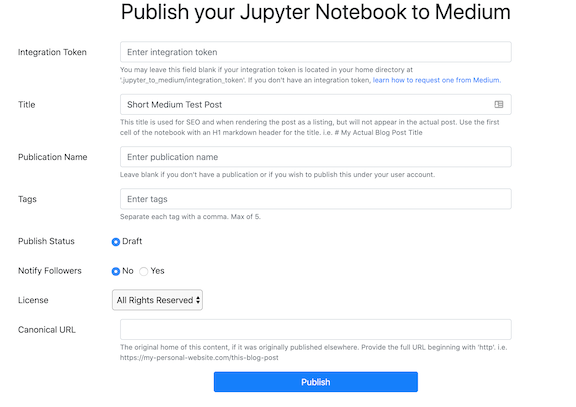 Publish your Jupyter Notebook to Medium
Integration Token
Enter integration token
You may leave this field blank if your integration token is located in your home directory at
'.jupyter_to_medium/integration_token'. If you don't have an integration token, learn how to request one from Medium.
Title
Short Medium Test Post
This title is used for SEO and when rendering the post as a listing, but will not appear in the actual post. Use the first
cell of the notebook with an H1 markdown header for the title. i.e. # My Actual Blog Post Title
Publication Name
Enter publication name
Leave blank if you don't have a publication or if you wish to publish this under your user account.
Tags
Enter tags
Separate each tag with a comma. Max of 5.
Publish Status
Draft
Notify Followers
No Yes
License
All Rights Reserved
Canonical URL
The original home of this content, if it was originally published elsewhere. Provide the full URL beginning with 'http'. i.e.
https://my-personal-website.com/this-blog-post
Publish